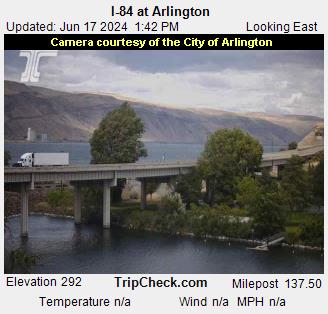 I-84 at Arlington
Updated: Jun 17 2024 1:42 PM Looking East
Camera courtesy of the City of Arlington
Elevation 292 TripCheck.com Milepost 137.50
Temperature n/a Wind n/a MPH n/a